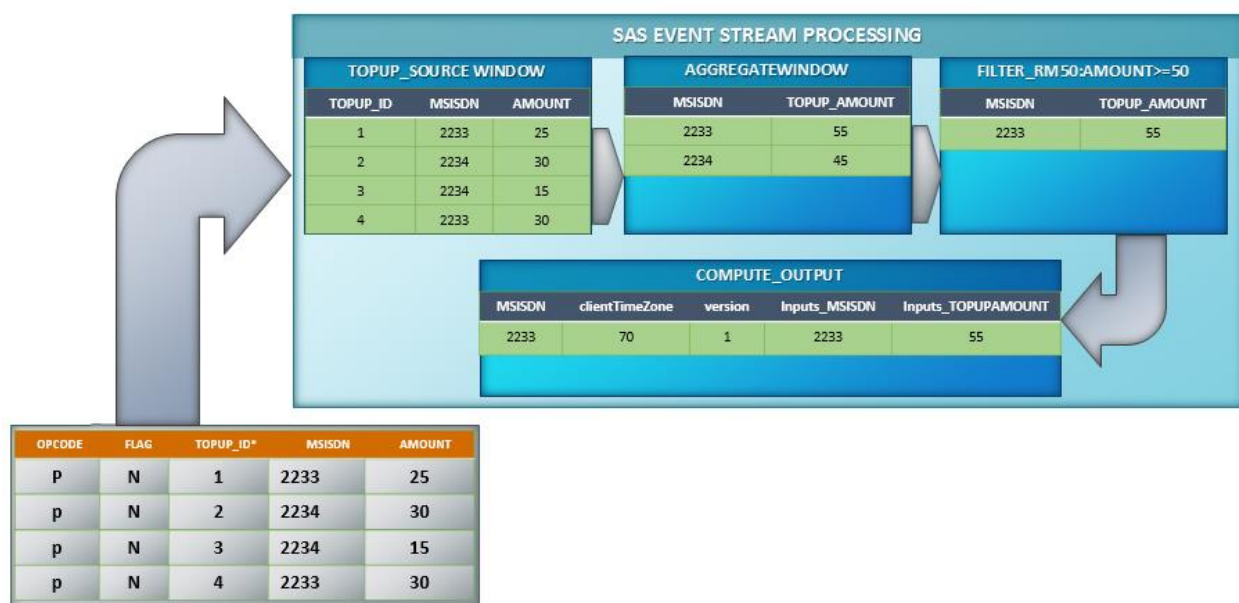 SAS EVENT STREAM PROCESSING
TOPUP_SOURCE WINDOW
TOPUP_ID MSISDN AMOUNT
1 2233 25
2 2234 30
3 2234 15
4 2233 30
AGGREGATEWINDOW
MSISDN TOPUP_AMOUNT
2233 55
2234 45
FILTER_RM50:AMOUNT>=50
MSISDN TOPUP_AMOUNT
2233 55
COMPUTE_OUTPUT
MSISDN clientTimeZone version Inputs_MSISDN Inputs_TOPUPAMOUNT
2233 70 1 2233 55
OPCODE FLAG TOPUP_ID* MSISDN AMOUNT
P N 1 2233 25
p N 2 2234 30
p N 3 2234 15
p N 4 2233 30